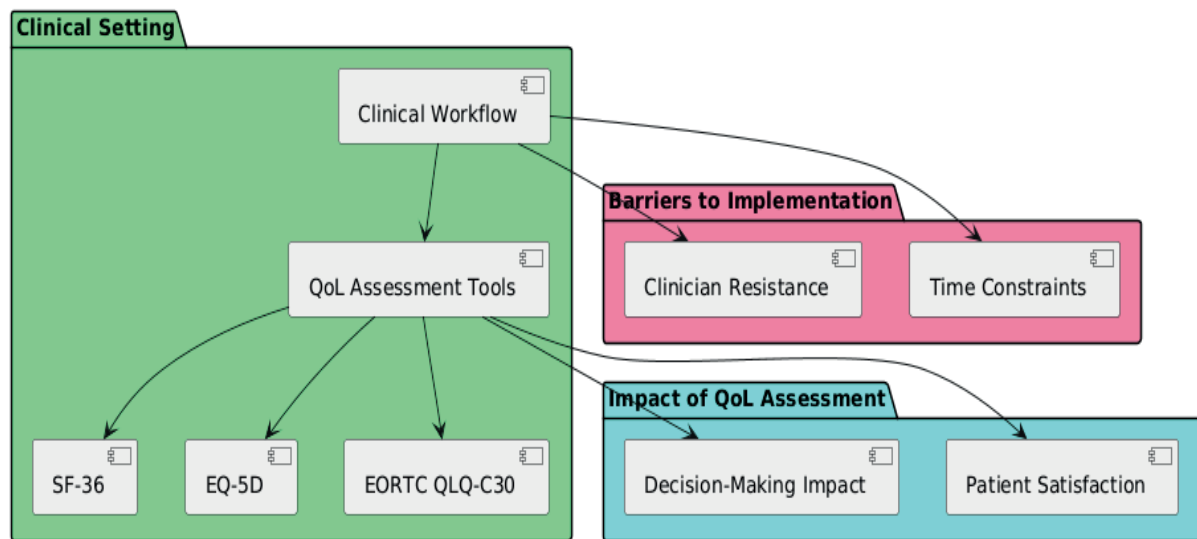 Clinical Setting
Clinical Workflow
Barriers to Implementation
QoL Assessment Tools
Clinician Resistance
Time Constraints
Impact of QoL Assessment
SF-36
EQ-5D
EORTC QLQ-C30
Decision-Making Impact
Patient Satisfaction